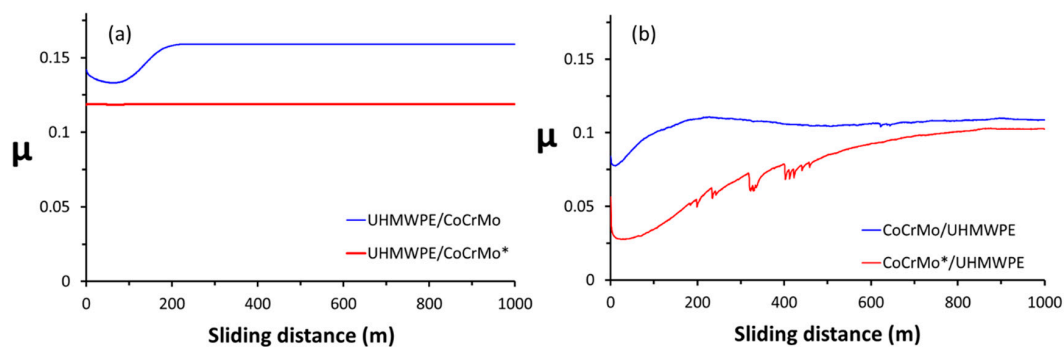 (a)
0.15
0.1
0.05
0
μ
UHMWPE/CoCrMo
UHMWPE/CoCrMo*
0 200 400 600 800 1000
Sliding distance (m)
(b)
0.15
0.1
0.05
0
μ
CoCrMo/UHMWPE
CoCrMo*/UHMWPE
0 200 400 600 800 1000
Sliding distance (m)